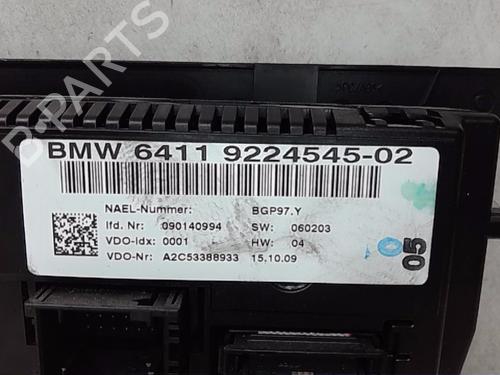 BMW 6411 9224545-02
NAEL-Nummer: BGP97.Y
lfd. Nr: 090140994 SW: 060203
VDO-Idx: 0001 HW: 04
VDO-Nr: A2C53388933 15.10.09
05
B-PARTS